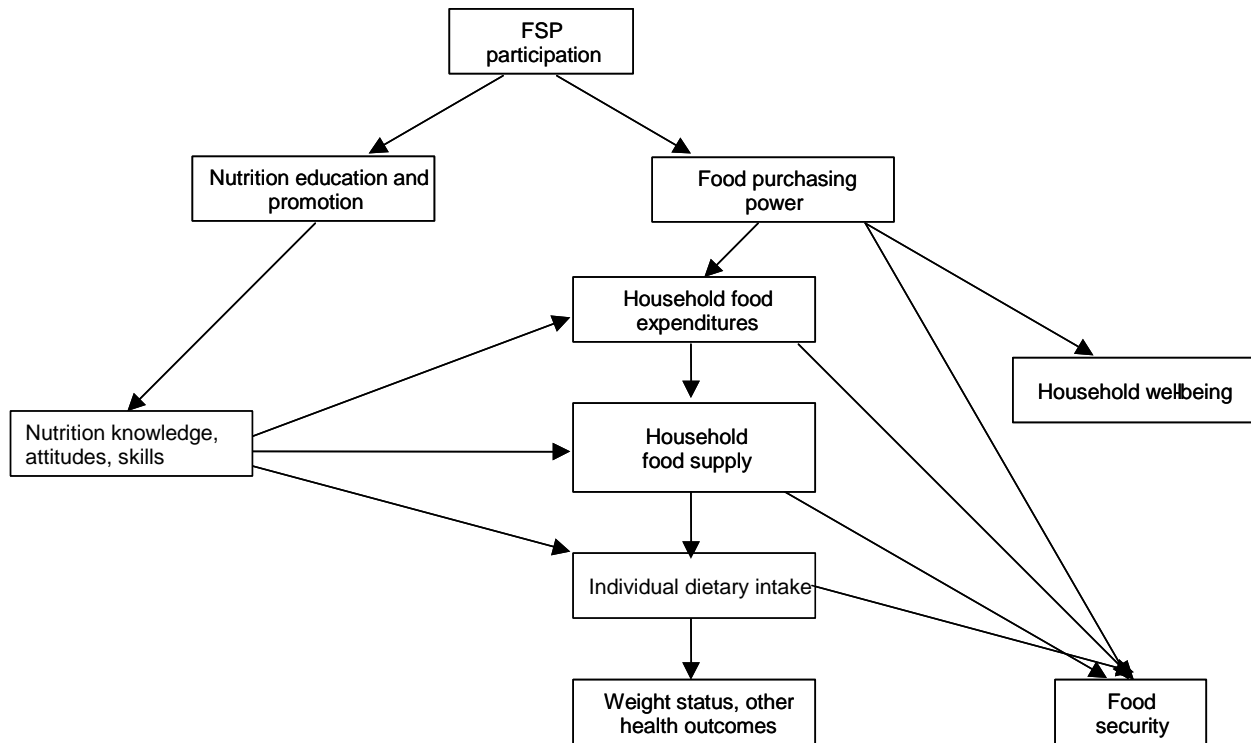 FSP
participation
Nutrition education and
promotion
Food purchasing
power
Household food
expenditures
Household well-being
Nutrition knowledge,
attitudes, skills
Household
food supply
Individual dietary intake
Weight status, other
health outcomes
Food
security